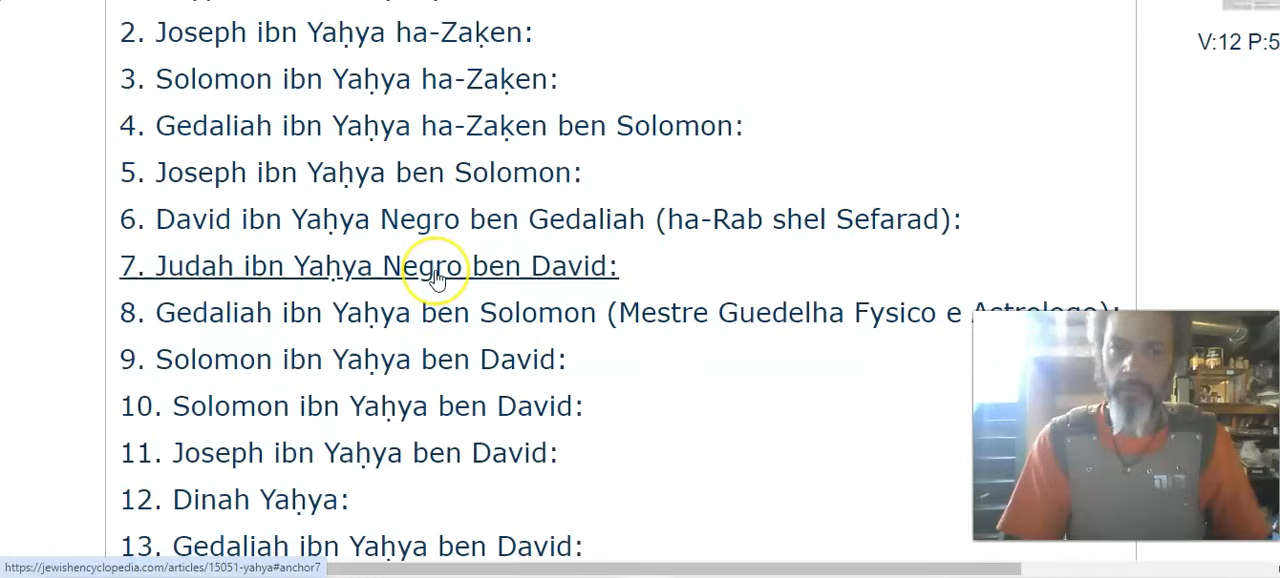 2. Joseph ibn Yaḥya ha-Zaḳen:
V:12 P:5
3. Solomon ibn Yaḥya ha-Zaḳen:
4. Gedaliah ibn Yaḥya ha-Zaḳen ben Solomon:
5. Joseph ibn Yaḥya ben Solomon:
6. David ibn Yaḥya Negro ben Gedaliah (ha-Rab shel Sefarad):
7. Judah ibn Yaḥya Negro ben David:
8. Gedaliah ibn Yaḥya ben Solomon (Mestre Guedelha Fysico e Astrologo):
9. Solomon ibn Yaḥya ben David:
10. Solomon ibn Yaḥya ben David:
11. Joseph ibn Yaḥya ben David:
12. Dinah Yaḥya:
13. Gedaliah ibn Yaḥya ben David:
https://jewishencyclopedia.com/articles/15051-yahya#anchor7